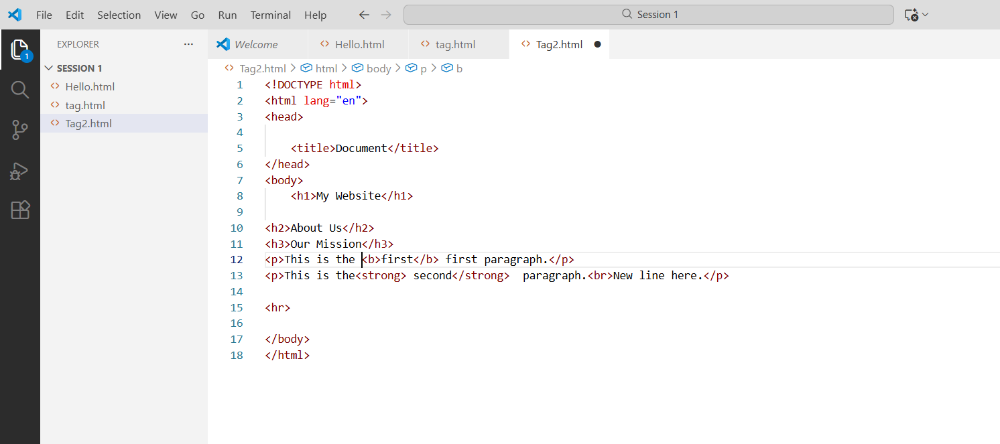 File Edit Selection View Go Run Terminal Help Session 1
EXPLORER ... Welcome Hello.html tag.html Tag2.html
1
SESSION 1
Hello.html
tag.html
Tag2.html
Tag2.html > html > body > p > b
1 <!DOCTYPE html>
2 <html lang="en">
3 <head>
4
5     <title>Document</title>
6 </head>
7 <body>
8     <h1>My Website</h1>
9
10 <h2>About Us</h2>
11 <h3>Our Mission</h3>
12 <p>This is the <b>first</b> first paragraph.</p>
13 <p>This is the<strong> second</strong>  paragraph.<br>New line here.</p>
14
15 <hr>
16
17 </body>
18 </html>